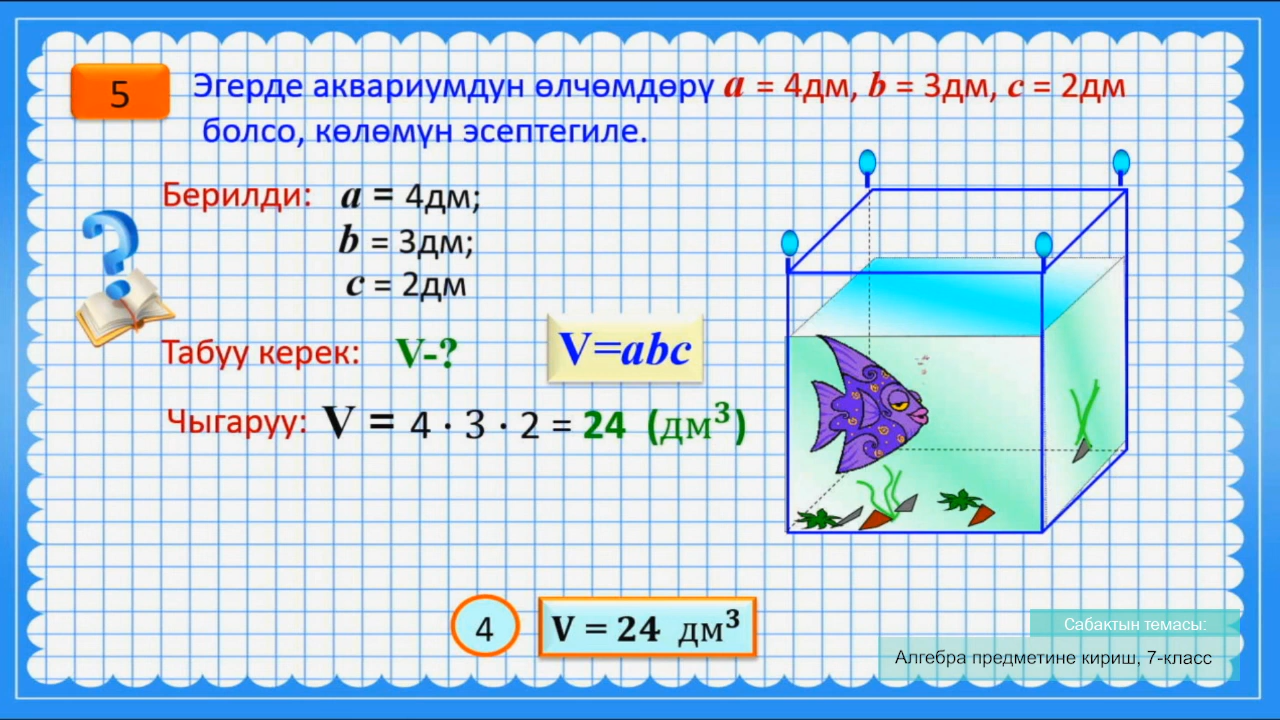 5
Эгерде аквариумдун өлчөмдөрү a = 4дм, b = 3дм, c = 2дм
болсо, көлөмүн эсептегиле.
Берилди: a = 4дм;
b = 3дм;
c = 2дм
Табуу керек: V-?
V=abc
Чыгаруу: V = 4 · 3 · 2 = 24 (дм³)
4
V = 24 дм³
Сабактын темасы:
Алгебра предметине кириш, 7-класс